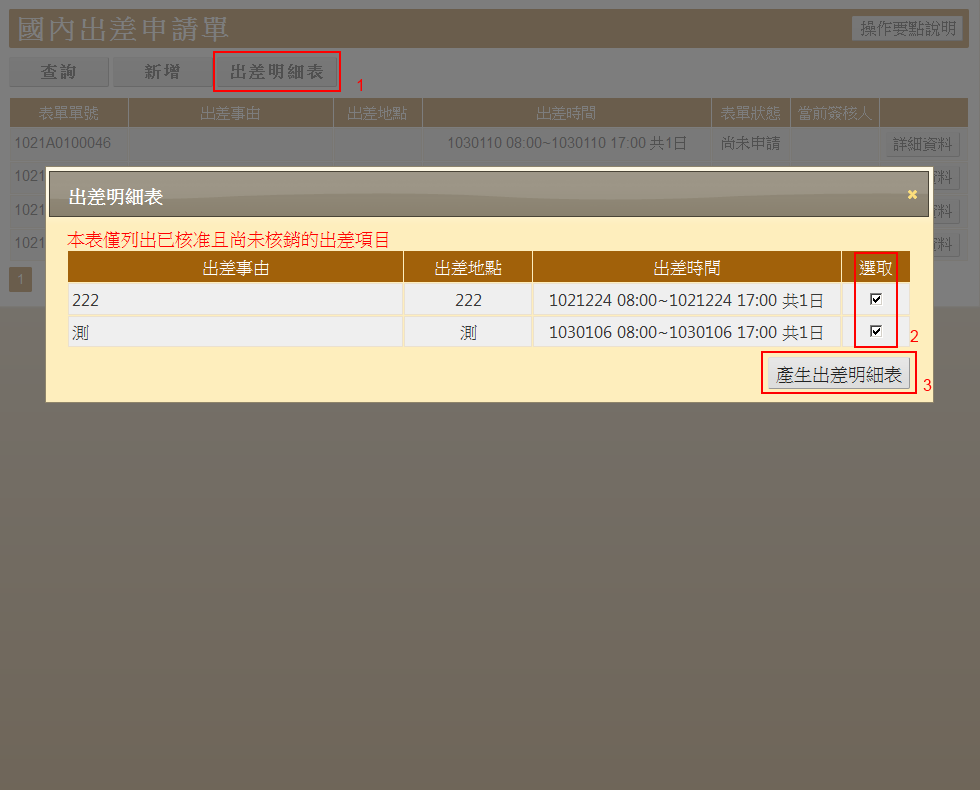 國內出差申請單 操作要點說明
查詢 新增 出差明細表 1
表單單號 出差事由 出差地點 出差時間 表單狀態 當前簽核人
1021A0100046 1030110 08:00~1030110 17:00 共1日 尚未申請 詳細資料
1021 料
出差明細表 ×
1021 料
本表僅列出已核准且尚未核銷的出差項目
1021 料
出差事由 出差地點 出差時間 選取
1
222 222 1021224 08:00~1021224 17:00 共1日
測 測 1030106 08:00~1030106 17:00 共1日 2
產生出差明細表 3